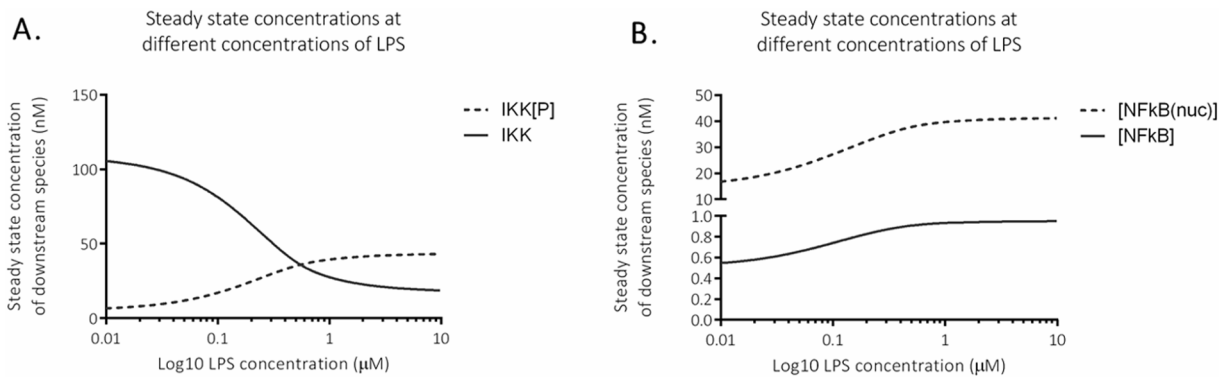 A.
Steady state concentrations at
different concentrations of LPS
Steady state concentration
of downstream species (nM)
150
100
50
0
0.01
0.1
1
10
Log10 LPS concentration (μM)
IKK[P]
IKK
B.
Steady state concentrations at
different concentrations of LPS
Steady state concentration
of downstream species (nM)
50
40
30
20
10
1.0
0.8
0.6
0.4
0.2
0.0
0.01
0.1
1
10
Log10 LPS concentration (μM)
[NFkB(nuc)]
[NFkB]